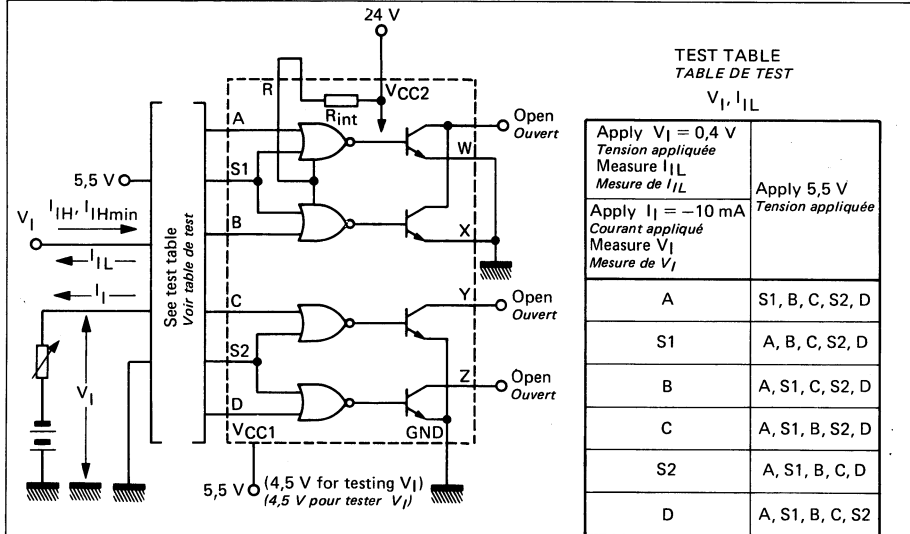 24 V
R
VCC2
Rint
A
Open
Ouvert
W
5,5 V
S1
IIH, IIHmin
VI
B
X
IIL
II
See test table
Voir table de test
C
Y
Open
Ouvert
S2
Z
Open
Ouvert
VI
D
VCC1
GND
5,5 V (4,5 V for testing VI)
(4,5 V pour tester VI)
TEST TABLE
TABLE DE TEST
VI, IIL
Apply VI = 0,4 V
Tension appliquée
Measure IIL
Mesure de IIL
Apply II = −10 mA
Courant appliqué
Measure VI
Mesure de VI
Apply 5,5 V
Tension appliquée
A S1, B, C, S2, D
S1 A, B, C, S2, D
B A, S1, C, S2, D
C A, S1, B, S2, D
S2 A, S1, B, C, D
D A, S1, B, C, S2